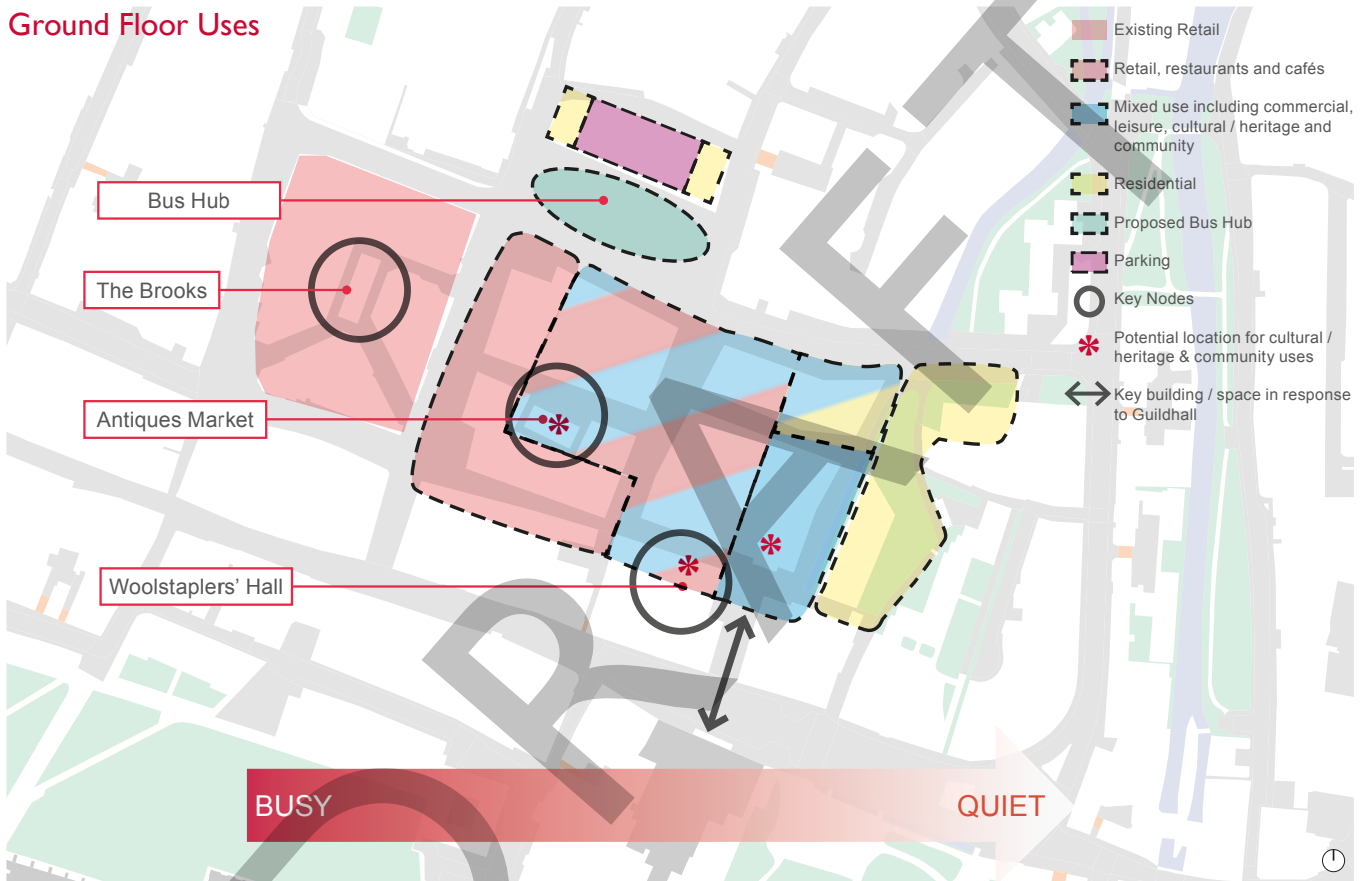 Ground Floor Uses
Existing Retail
Retail, restaurants and cafés
Mixed use including commercial,
leisure, cultural / heritage and
community
Residential
Proposed Bus Hub
Parking
Key Nodes
Potential location for cultural /
heritage & community uses
Key building / space in response
to Guildhall
Bus Hub
The Brooks
Antiques Market
Woolstaplers' Hall
BUSY
QUIET